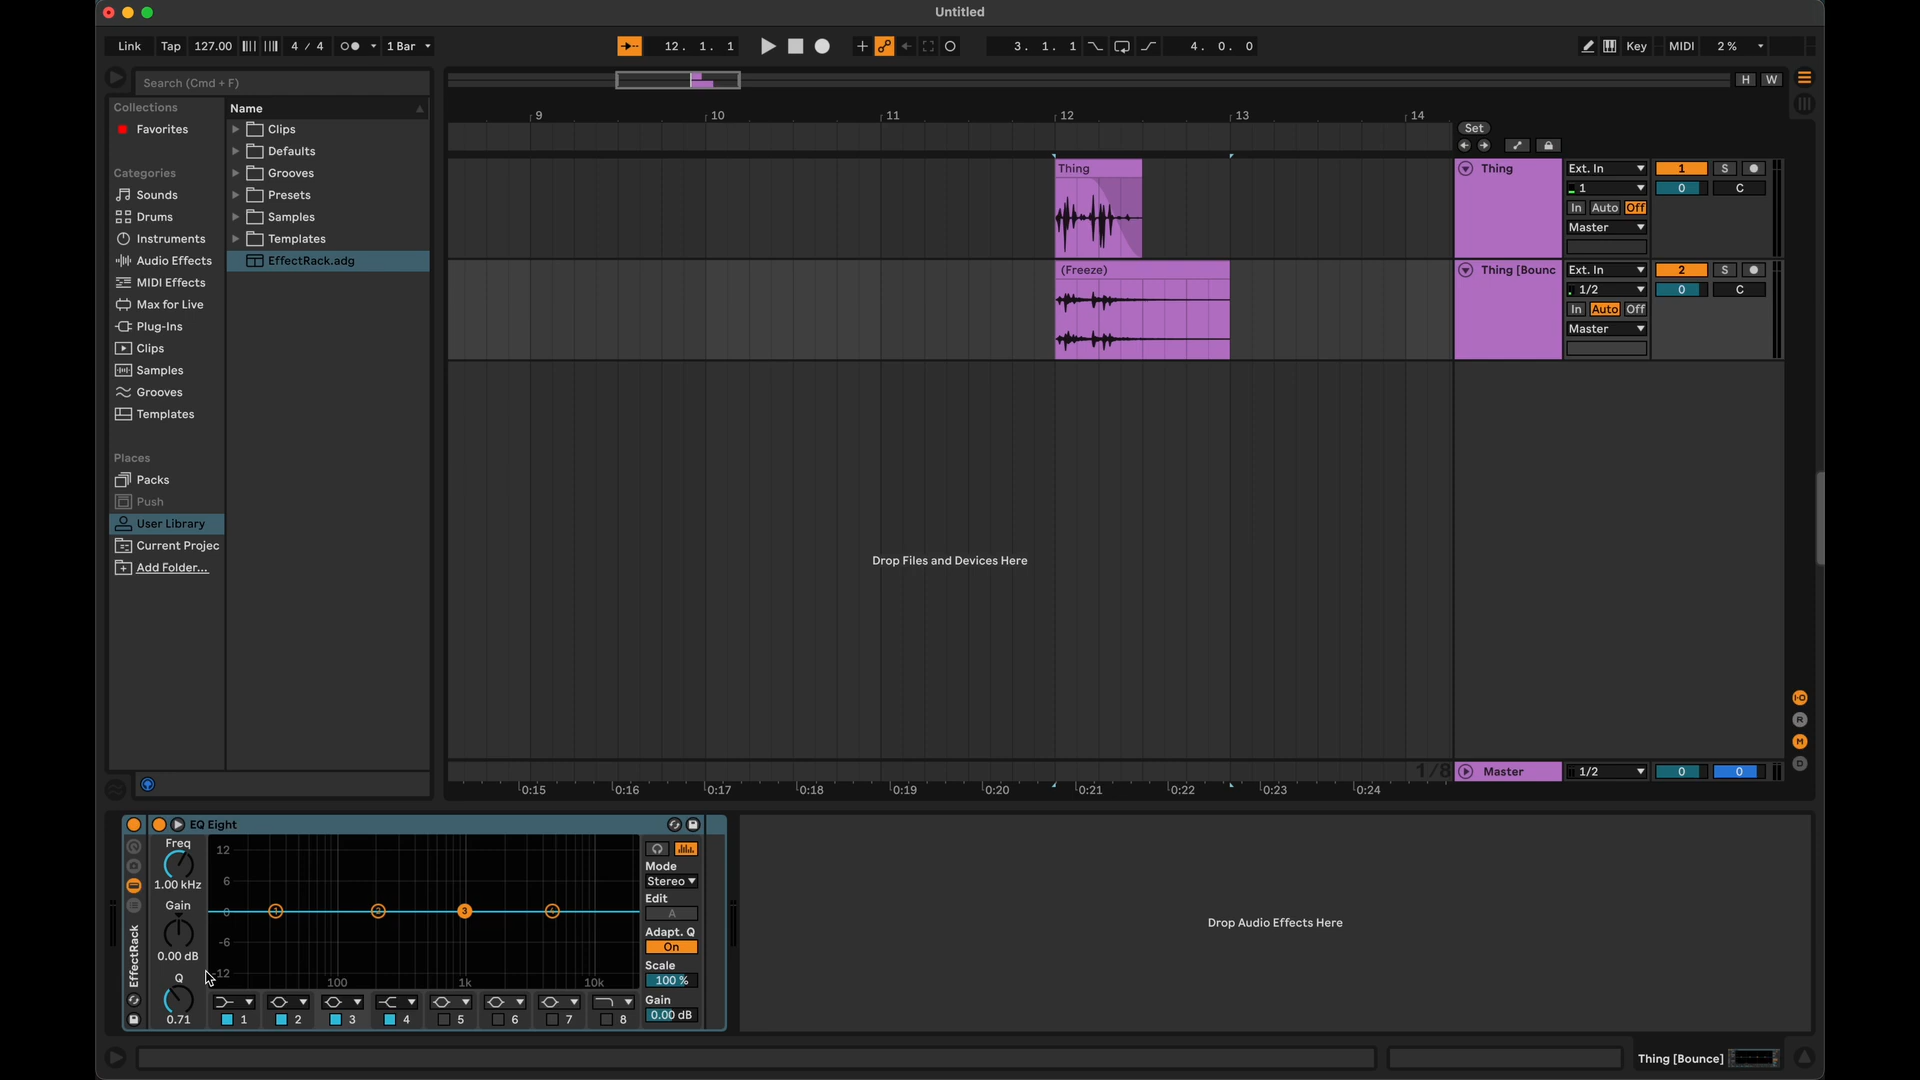 Untitled
Link Tap 127.00 4 / 4 1 Bar 12. 1. 1 3. 1. 1 4. 0. 0 Key MIDI 2 %
Search (Cmd + F)
H W
Collections
Favorites
Categories
Sounds
Drums
Instruments
Audio Effects
MIDI Effects
Max for Live
Plug-Ins
Clips
Samples
Grooves
Templates
Places
Packs
Push
User Library
Current Projec
Add Folder...
Name
Clips
Defaults
Grooves
Presets
Samples
Templates
EffectRack.adg
9 10 11 12 13 14
Set
Thing
Thing
Ext. In 1 S
1 0 C
In Auto Off
Master
(Freeze)
Thing [Bounc
Ext. In 2 S
1/2 0 C
In Auto Off
Master
Drop Files and Devices Here
I·O
R
M
D
1/8
Master 1/2 0 0
0:15 0:16 0:17 0:18 0:19 0:20 0:21 0:22 0:23 0:24
EQ Eight
EffectRack
Freq
1.00 kHz
Gain
0.00 dB
Q
0.71
12
6
0
-6
-12
100 1k 10k
1 2 3 4
1 2 3 4 5 6 7 8
Mode
Stereo
Edit
A
Adapt. Q
On
Scale
100 %
Gain
0.00 dB
Drop Audio Effects Here
Thing [Bounce]